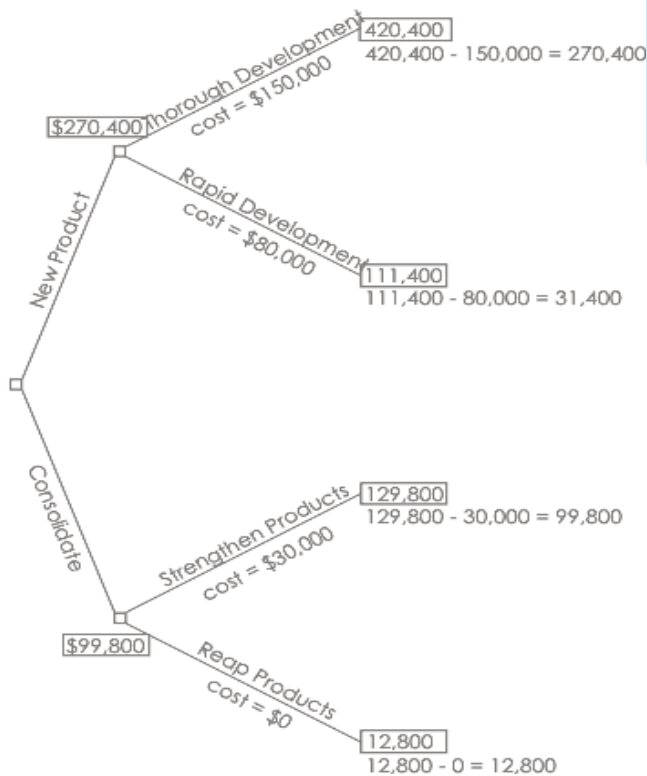 Thorough Development
cost = $150,000
420,400
420,400 - 150,000 = 270,400
$270,400
Rapid Development
cost = $80,000
111,400
111,400 - 80,000 = 31,400
New Product
Consolidate
Strengthen Products
cost = $30,000
129,800
129,800 - 30,000 = 99,800
$99,800
Reap Products
cost = $0
12,800
12,800 - 0 = 12,800